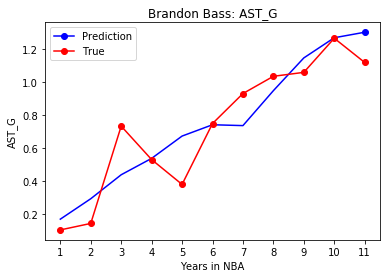 Brandon Bass: AST_G
Prediction
True
AST_G
1.2
1.0
0.8
0.6
0.4
0.2
1 2 3 4 5 6 7 8 9 10 11
Years in NBA